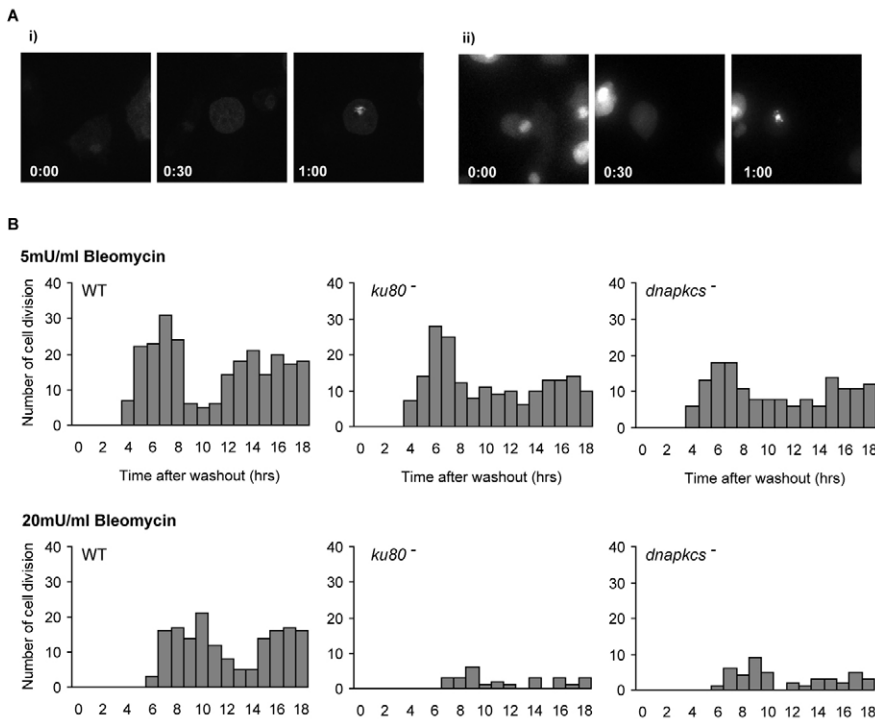 A
i)
ii)
0:00
0:30
1:00
0:00
0:30
1:00
B
5mU/ml Bleomycin
WT
ku80 -
dnapkcs -
Number of cell division
40
30
20
10
0
40
30
20
10
0
40
30
20
10
0
0 2 4 6 8 10 12 14 16 18
0 2 4 6 8 10 12 14 16 18
0 2 4 6 8 10 12 14 16 18
Time after washout (hrs)
Time after washout (hrs)
Time after washout (hrs)
20mU/ml Bleomycin
WT
ku80 -
dnapkcs -
Number of cell division
40
30
20
10
0
40
30
20
10
0
40
30
20
10
0
0 2 4 6 8 10 12 14 16 18
0 2 4 6 8 10 12 14 16 18
0 2 4 6 8 10 12 14 16 18